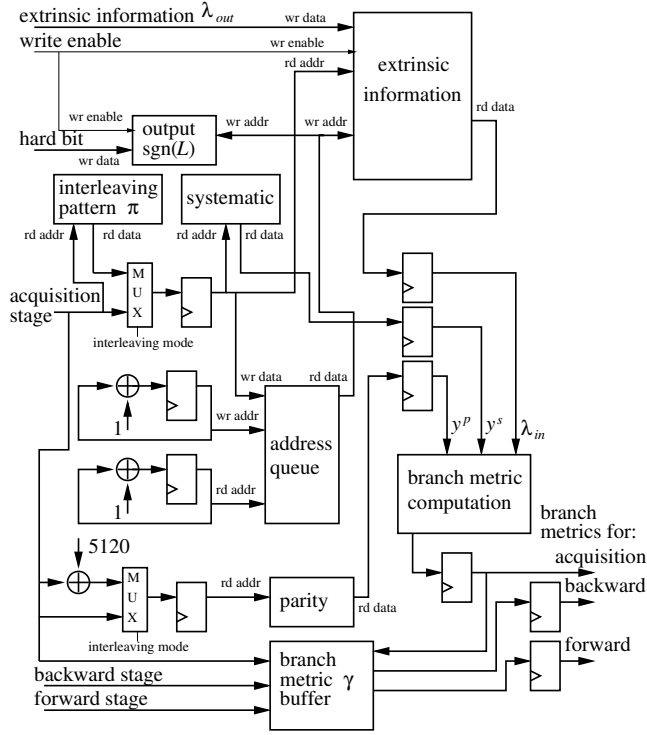 extrinsic information λout
wr data
write enable
wr enable
rd addr
extrinsic
information
rd data
wr enable
output
sgn(L)
wr addr
wr addr
hard bit
wr data
interleaving
pattern π
systematic
rd addr
rd data
rd addr
rd data
M
U
X
acquisition
stage
interleaving mode
wr data
rd data
1
wr addr
address
queue
yp
ys
λin
rd addr
1
branch metric
computation
branch
metrics for:
acquisition
5120
M
U
X
rd addr
parity
rd data
backward
interleaving mode
forward
backward stage
forward stage
branch
metric γ
buffer